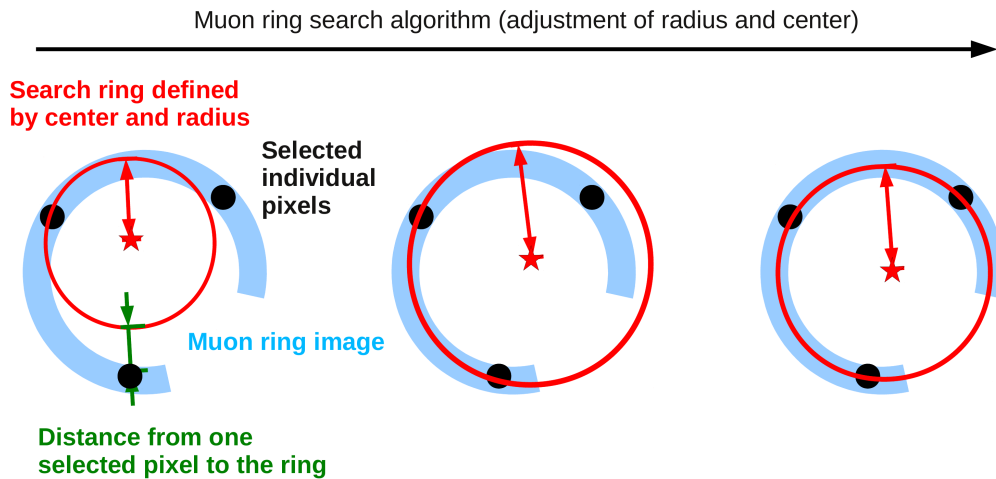 Muon ring search algorithm (adjustment of radius and center)
Search ring defined
by center and radius
Selected
individual
pixels
Muon ring image
Distance from one
selected pixel to the ring